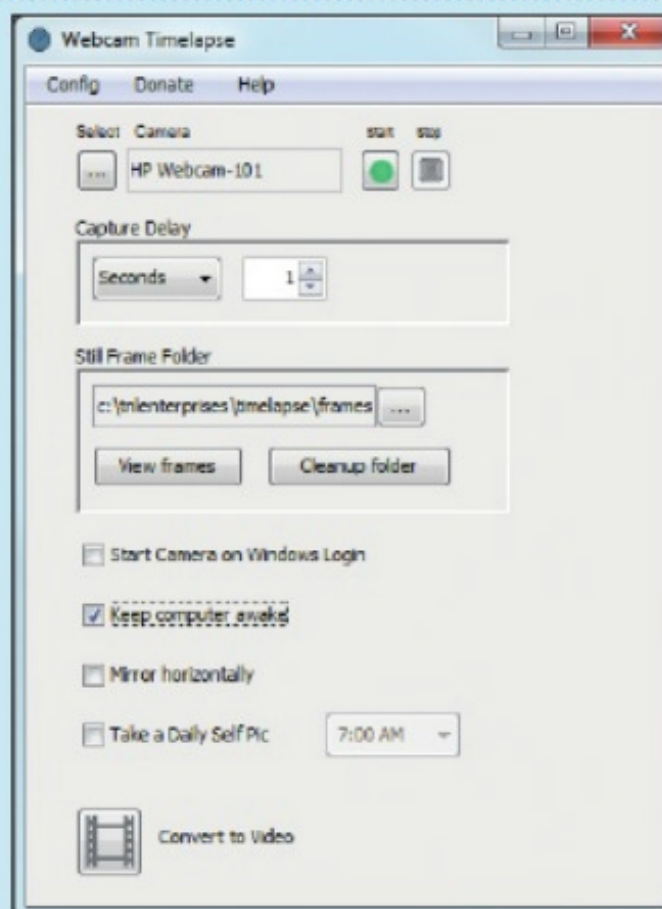 Webcam Timelapse
Config Donate Help
Select Camera start stop
... HP Webcam-101
Capture Delay
Seconds 1
Still Frame Folder
c:\tnlenterprises\timelapse\frames ...
View frames Cleanup folder
Start Camera on Windows Login
Keep computer awake
Mirror horizontally
Take a Daily Self Pic 7:00 AM
Convert to Video